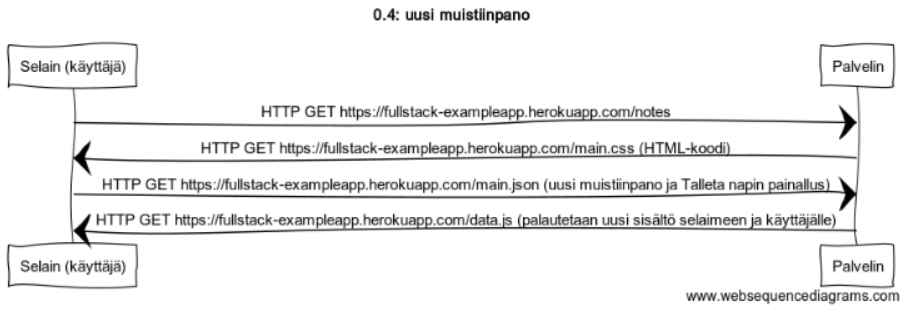 0.4: uusi muistiinpano
Selain (käyttäjä)
Palvelin
HTTP GET https://fullstack-exampleapp.herokuapp.com/notes
HTTP GET https://fullstack-exampleapp.herokuapp.com/main.css (HTML-koodi)
HTTP GET https://fullstack-exampleapp.herokuapp.com/main.json (uusi muistiinpano ja Talleta napin painallus)
HTTP GET https://fullstack-exampleapp.herokuapp.com/data.js (palautetaan uusi sisältö selaimeen ja käyttäjälle)
Selain (käyttäjä)
Palvelin
www.websequencediagrams.com